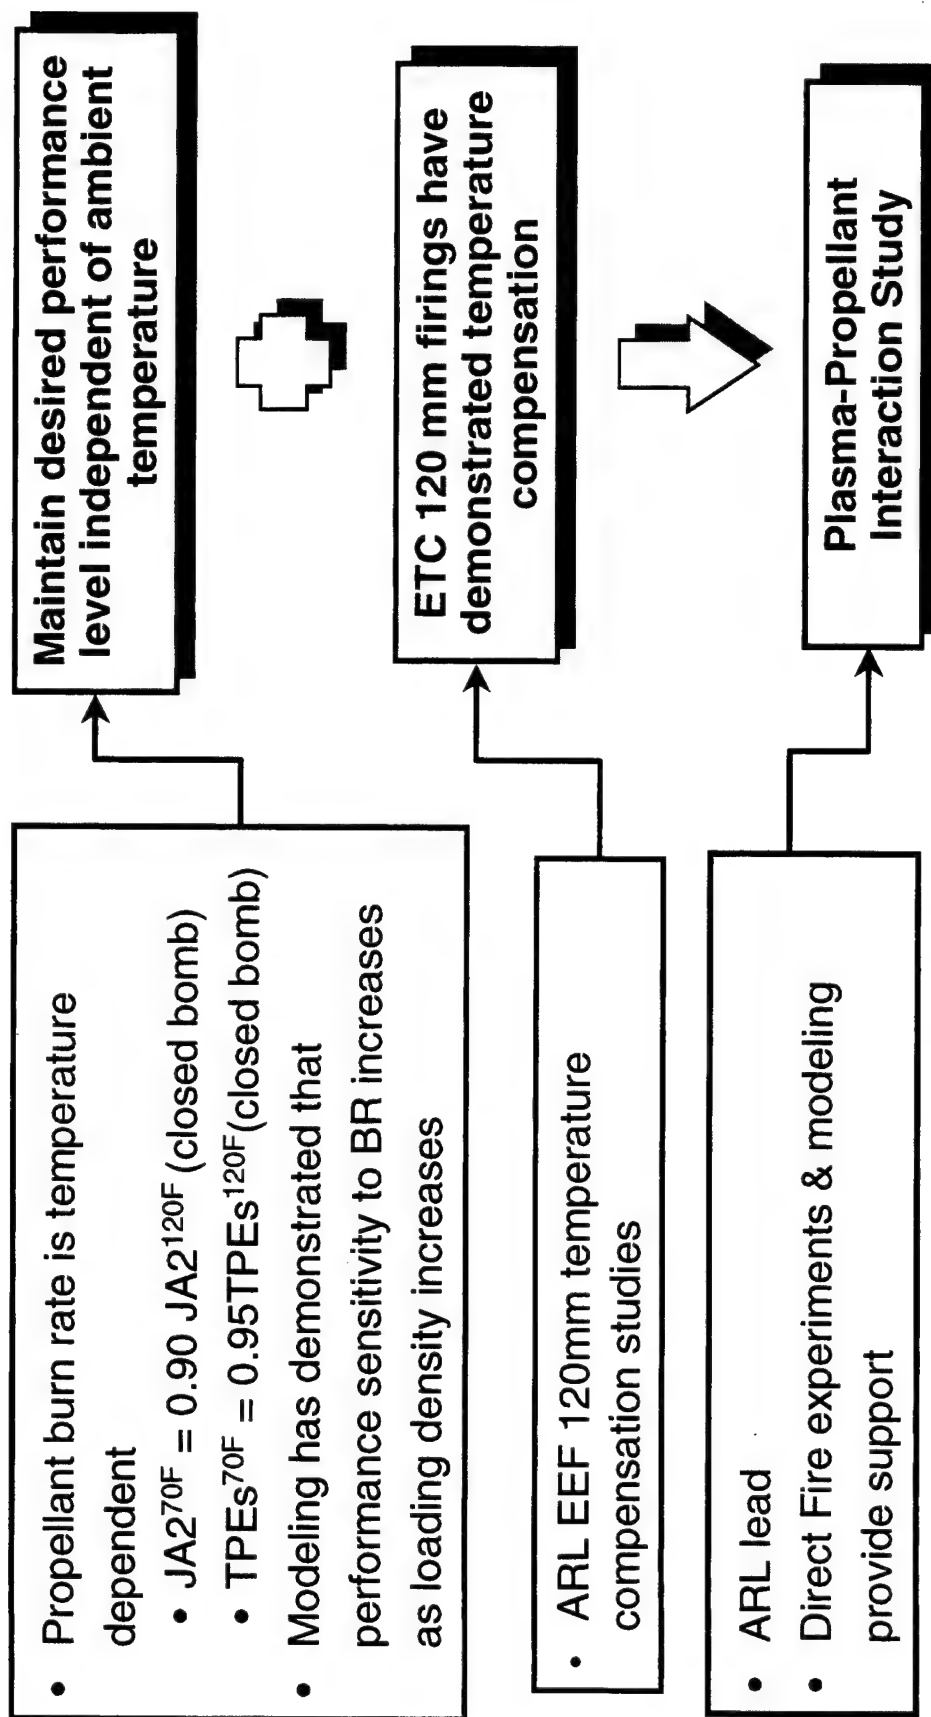 • Propellant burn rate is temperature
dependent
• JA2^70F = 0.90 JA2^120F (closed bomb)
• TPEs^70F = 0.95TPEs^120F(closed bomb)
• Modeling has demonstrated that
performance sensitivity to BR increases
as loading density increases
Maintain desired performance
level independent of ambient
temperature
• ARL EEF 120mm temperature
compensation studies
ETC 120 mm firings have
demonstrated temperature
compensation
• ARL lead
• Direct Fire experiments & modeling
provide support
Plasma-Propellant
Interaction Study